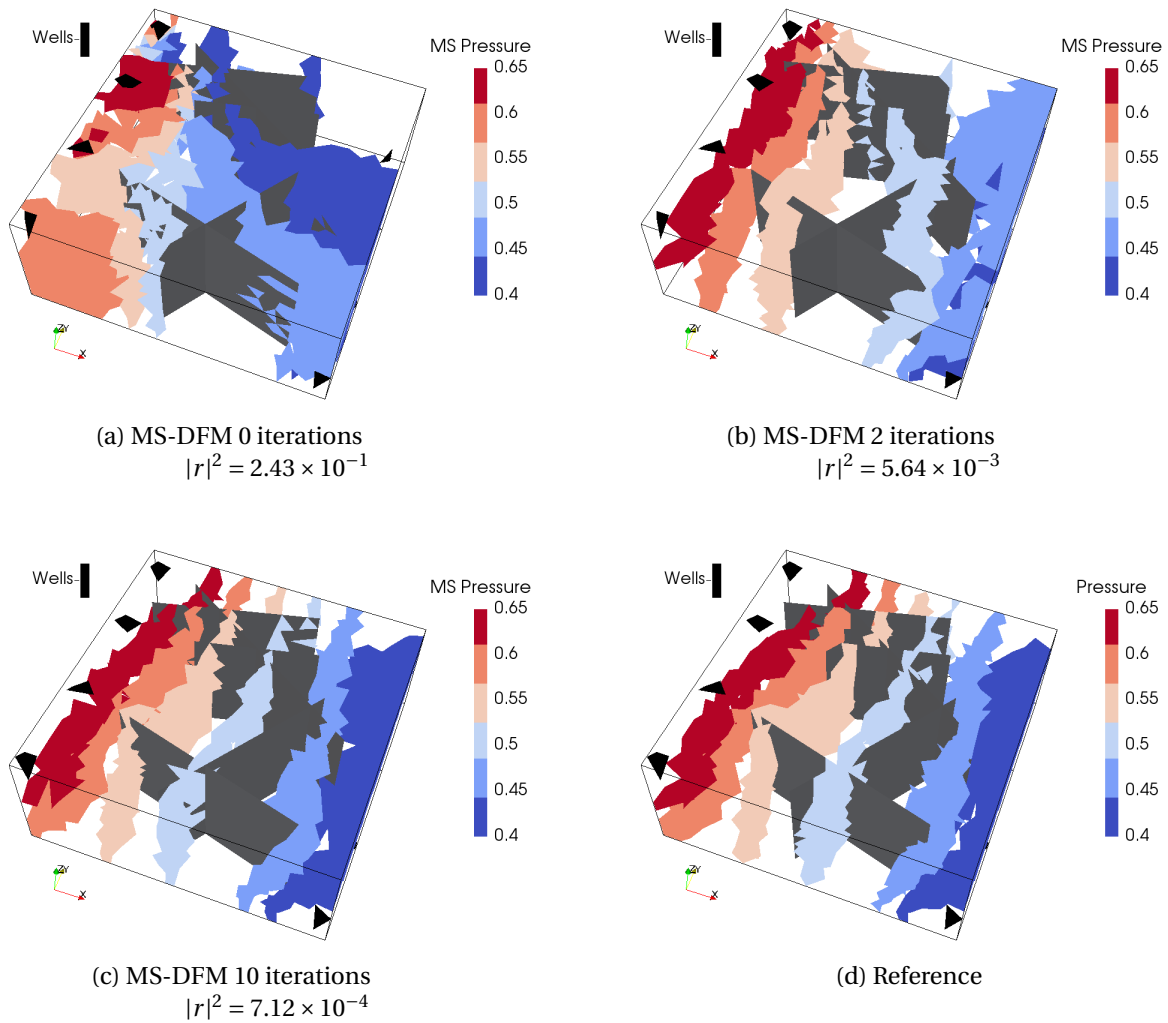 Wells
MS Pressure
0.65
0.6
0.55
0.5
0.45
0.4
ZY
X
(a) MS-DFM 0 iterations
|r|² = 2.43 × 10⁻¹
Wells
MS Pressure
0.65
0.6
0.55
0.5
0.45
0.4
ZY
X
(b) MS-DFM 2 iterations
|r|² = 5.64 × 10⁻³
Wells
MS Pressure
0.65
0.6
0.55
0.5
0.45
0.4
ZY
X
(c) MS-DFM 10 iterations
|r|² = 7.12 × 10⁻⁴
Wells
Pressure
0.65
0.6
0.55
0.5
0.45
0.4
ZY
X
(d) Reference